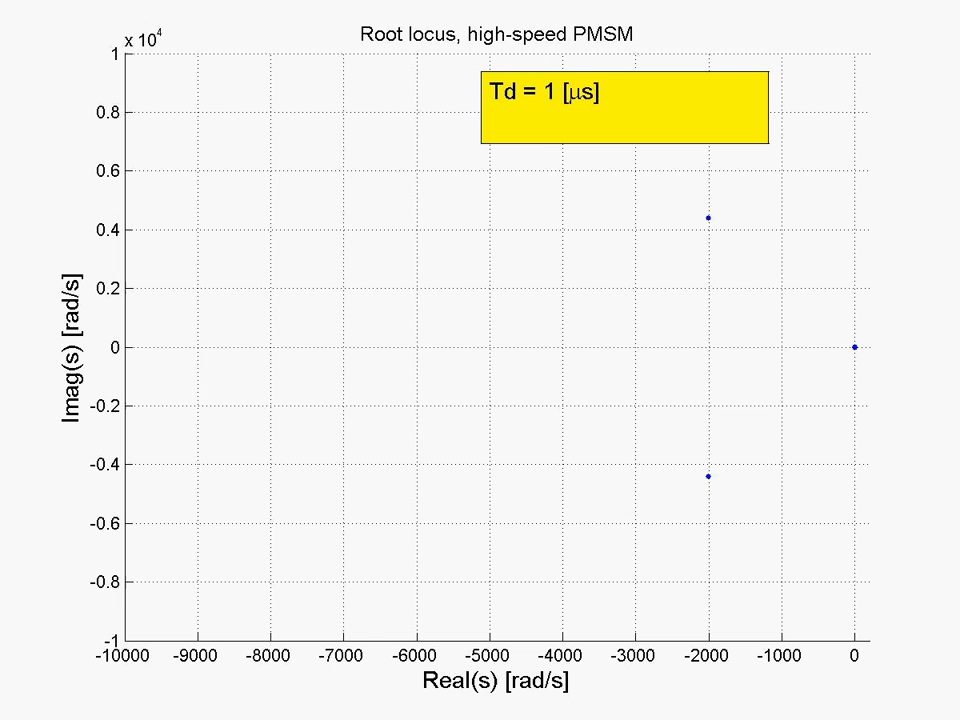 Root locus, high-speed PMSM
x 10^4
Td = 1 [μs]
1
0.8
0.6
0.4
0.2
0
-0.2
-0.4
-0.6
-0.8
-1
Imag(s) [rad/s]
-10000 -9000 -8000 -7000 -6000 -5000 -4000 -3000 -2000 -1000 0
Real(s) [rad/s]